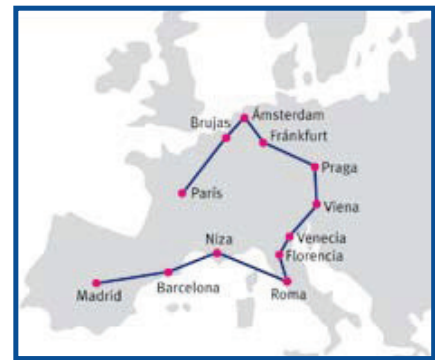 Ámsterdam
Brujas
Fránkfurt
Praga
París
Viena
Niza
Venecia
Florencia
Madrid
Barcelona
Roma